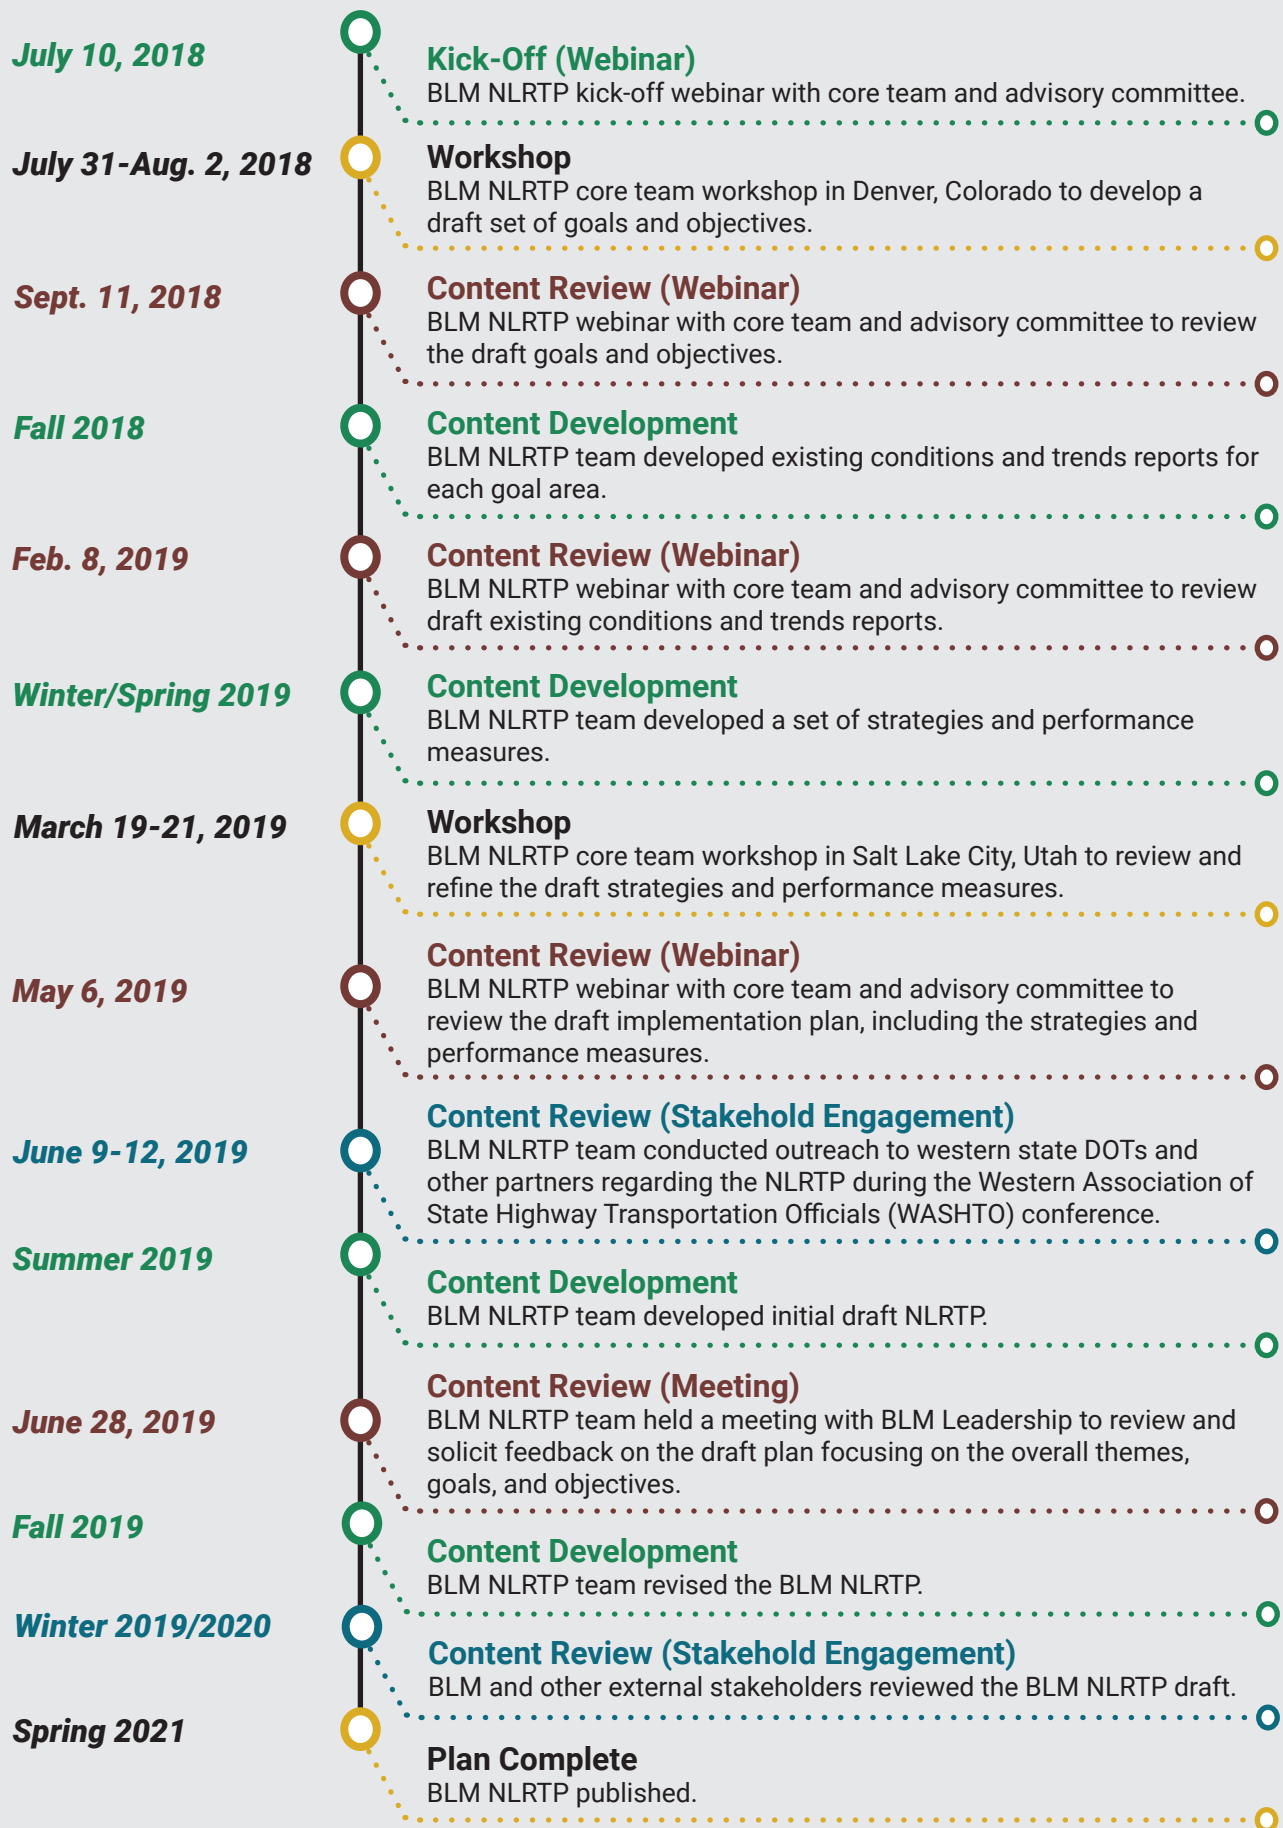 July 10, 2018
Kick-Off (Webinar)
BLM NLRTP kick-off webinar with core team and advisory committee.
July 31-Aug. 2, 2018
Workshop
BLM NLRTP core team workshop in Denver, Colorado to develop a
draft set of goals and objectives.
Sept. 11, 2018
Content Review (Webinar)
BLM NLRTP webinar with core team and advisory committee to review
the draft goals and objectives.
Fall 2018
Content Development
BLM NLRTP team developed existing conditions and trends reports for
each goal area.
Feb. 8, 2019
Content Review (Webinar)
BLM NLRTP webinar with core team and advisory committee to review
draft existing conditions and trends reports.
Winter/Spring 2019
Content Development
BLM NLRTP team developed a set of strategies and performance
measures.
March 19-21, 2019
Workshop
BLM NLRTP core team workshop in Salt Lake City, Utah to review and
refine the draft strategies and performance measures.
May 6, 2019
Content Review (Webinar)
BLM NLRTP webinar with core team and advisory committee to
review the draft implementation plan, including the strategies and
performance measures.
June 9-12, 2019
Content Review (Stakehold Engagement)
BLM NLRTP team conducted outreach to western state DOTs and
other partners regarding the NLRTP during the Western Association of
State Highway Transportation Officials (WASHTO) conference.
Summer 2019
Content Development
BLM NLRTP team developed initial draft NLRTP.
June 28, 2019
Content Review (Meeting)
BLM NLRTP team held a meeting with BLM Leadership to review and
solicit feedback on the draft plan focusing on the overall themes,
goals, and objectives.
Fall 2019
Content Development
BLM NLRTP team revised the BLM NLRTP.
Winter 2019/2020
Content Review (Stakehold Engagement)
BLM and other external stakeholders reviewed the BLM NLRTP draft.
Spring 2021
Plan Complete
BLM NLRTP published.